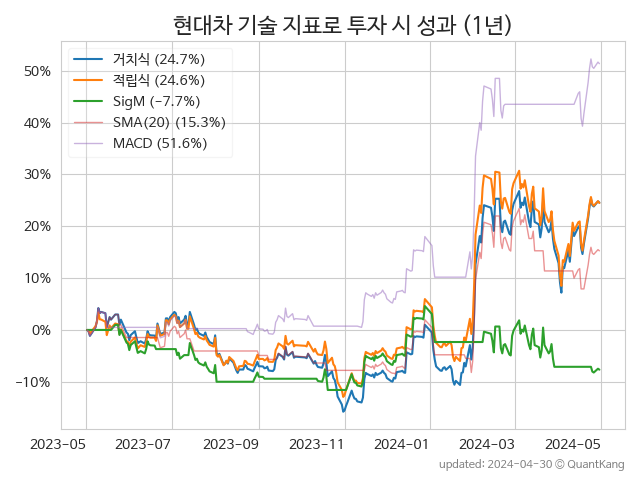 현대차 기술 지표로 투자 시 성과 (1년)
거치식 (24.7%)
적립식 (24.6%)
SigM (−7.7%)
SMA(20) (15.3%)
MACD (51.6%)
50%
40%
30%
20%
10%
0%
−10%
2023-05 2023-07 2023-09 2023-11 2024-01 2024-03 2024-05
updated: 2024-04-30 © QuantKang